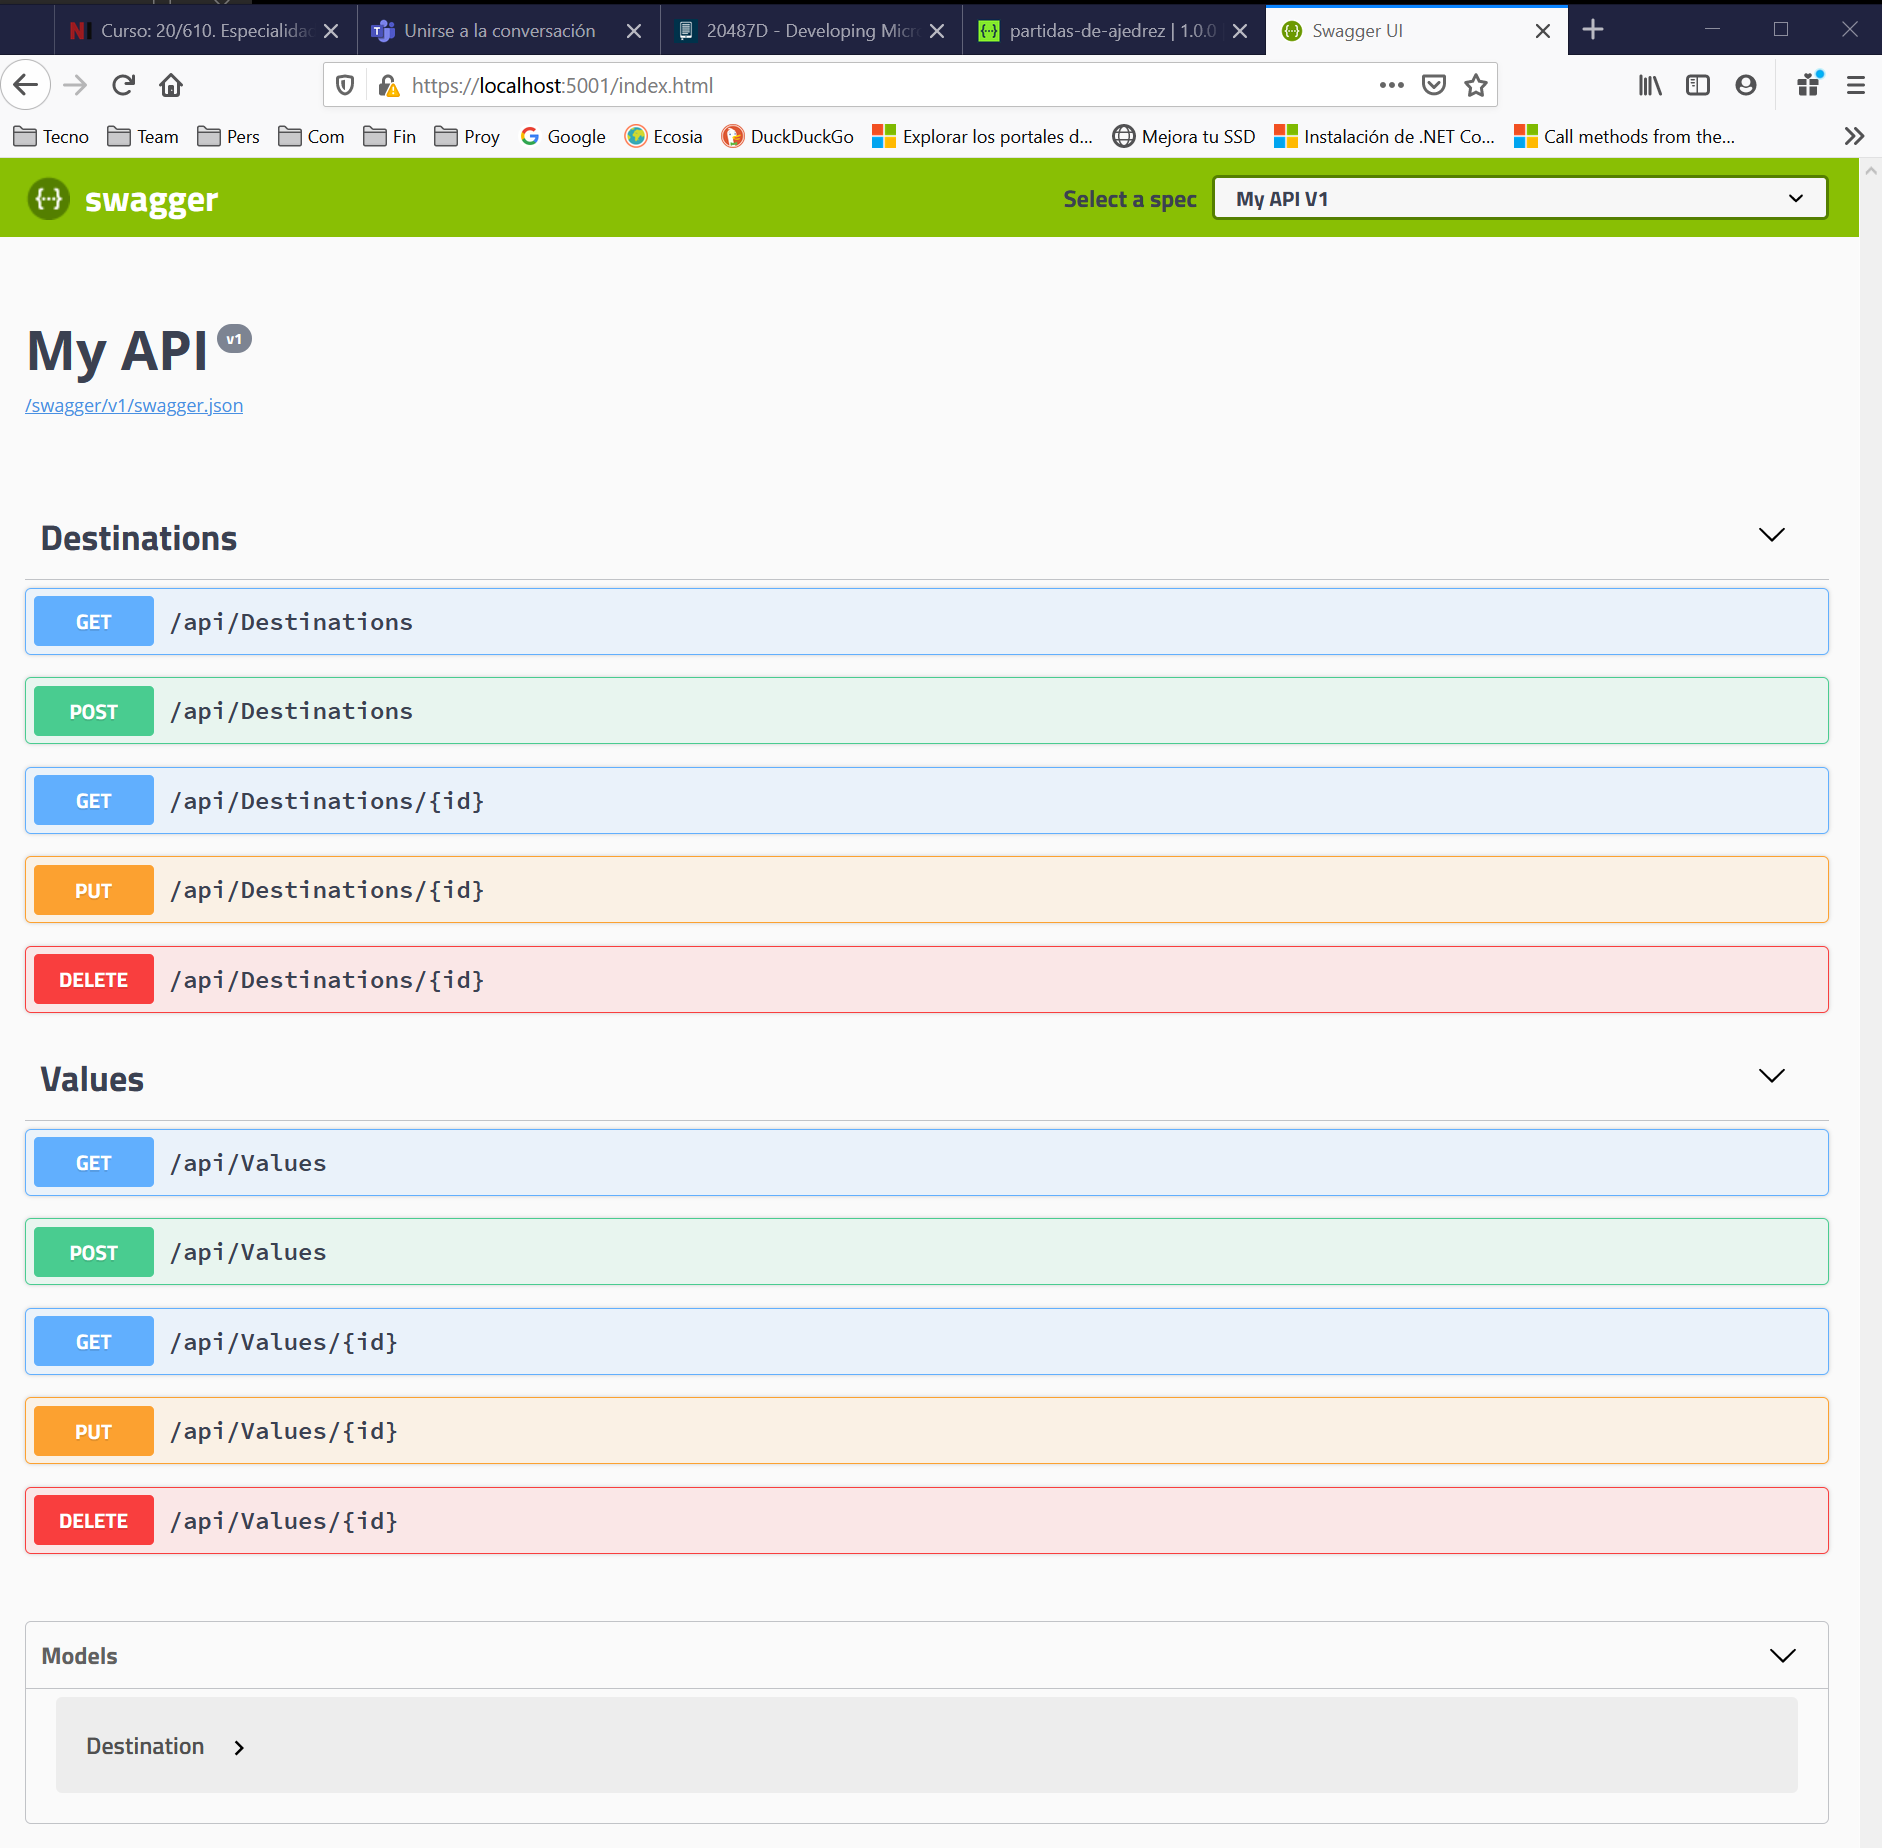 Curso: 20/610. Especialidad
Unirse a la conversación
20487D - Developing Micr
partidas-de-ajedrez | 1.0.0
Swagger UI
https://localhost:5001/index.html
Tecno
Team
Pers
Com
Fin
Proy
Google
Ecosia
DuckDuckGo
Explorar los portales d...
Mejora tu SSD
Instalación de .NET Co...
Call methods from the...
swagger
Select a spec
My API V1
My API v1
/swagger/v1/swagger.json
Destinations
GET /api/Destinations
POST /api/Destinations
GET /api/Destinations/{id}
PUT /api/Destinations/{id}
DELETE /api/Destinations/{id}
Values
GET /api/Values
POST /api/Values
GET /api/Values/{id}
PUT /api/Values/{id}
DELETE /api/Values/{id}
Models
Destination